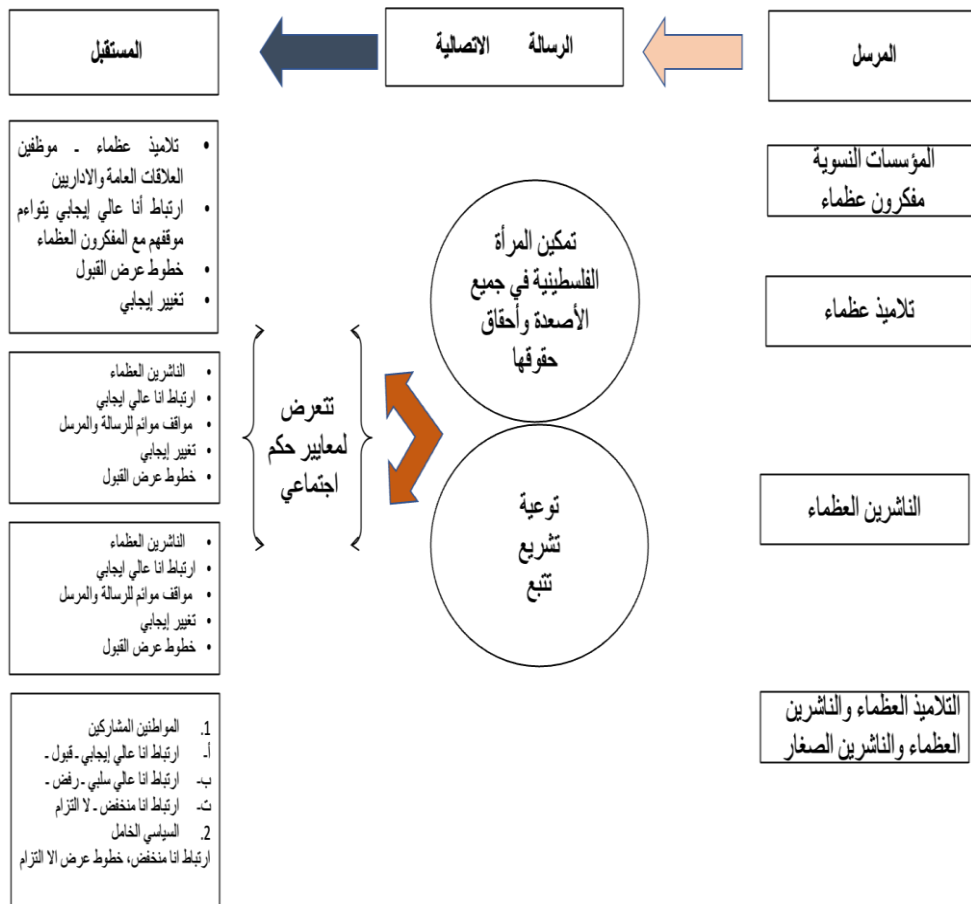 المرسل
الرسالة الاتصالية
المستقبل
المؤسسات النسوية
مفكرون عظماء
تلاميذ عظماء
الناشرين العظماء
التلاميذ العظماء والناشرين
العظماء والناشرين الصغار
تمكين المرأة
الفلسطينية في جميع
الأصعدة وأحقاق
حقوقها
توعية
تشريع
تتبع
تتعرض
لمعايير حكم
اجتماعي
• تلاميذ عظماء ـ موظفين
العلاقات العامة والاداريين
• ارتباط أنا عالي إيجابي يتواءم
موقفهم مع المفكرون العظماء
• خطوط عرض القبول
• تغيير إيجابي
• الناشرين العظماء
• ارتباط انا عالي ايجابي
• مواقف موائم للرسالة والمرسل
• تغيير إيجابي
• خطوط عرض القبول
• الناشرين العظماء
• ارتباط انا عالي ايجابي
• مواقف موائم للرسالة والمرسل
• تغيير إيجابي
• خطوط عرض القبول
1. المواطنين المشاركين
أ- ارتباط انا عالي إيجابي ـ قبول ـ
ب- ارتباط انا عالي سلبي ـ رفض ـ
ت- ارتباط انا منخفض ـ لا التزام
2. السياسي الخامل
ارتباط انا منخفض، خطوط عرض الا التزام